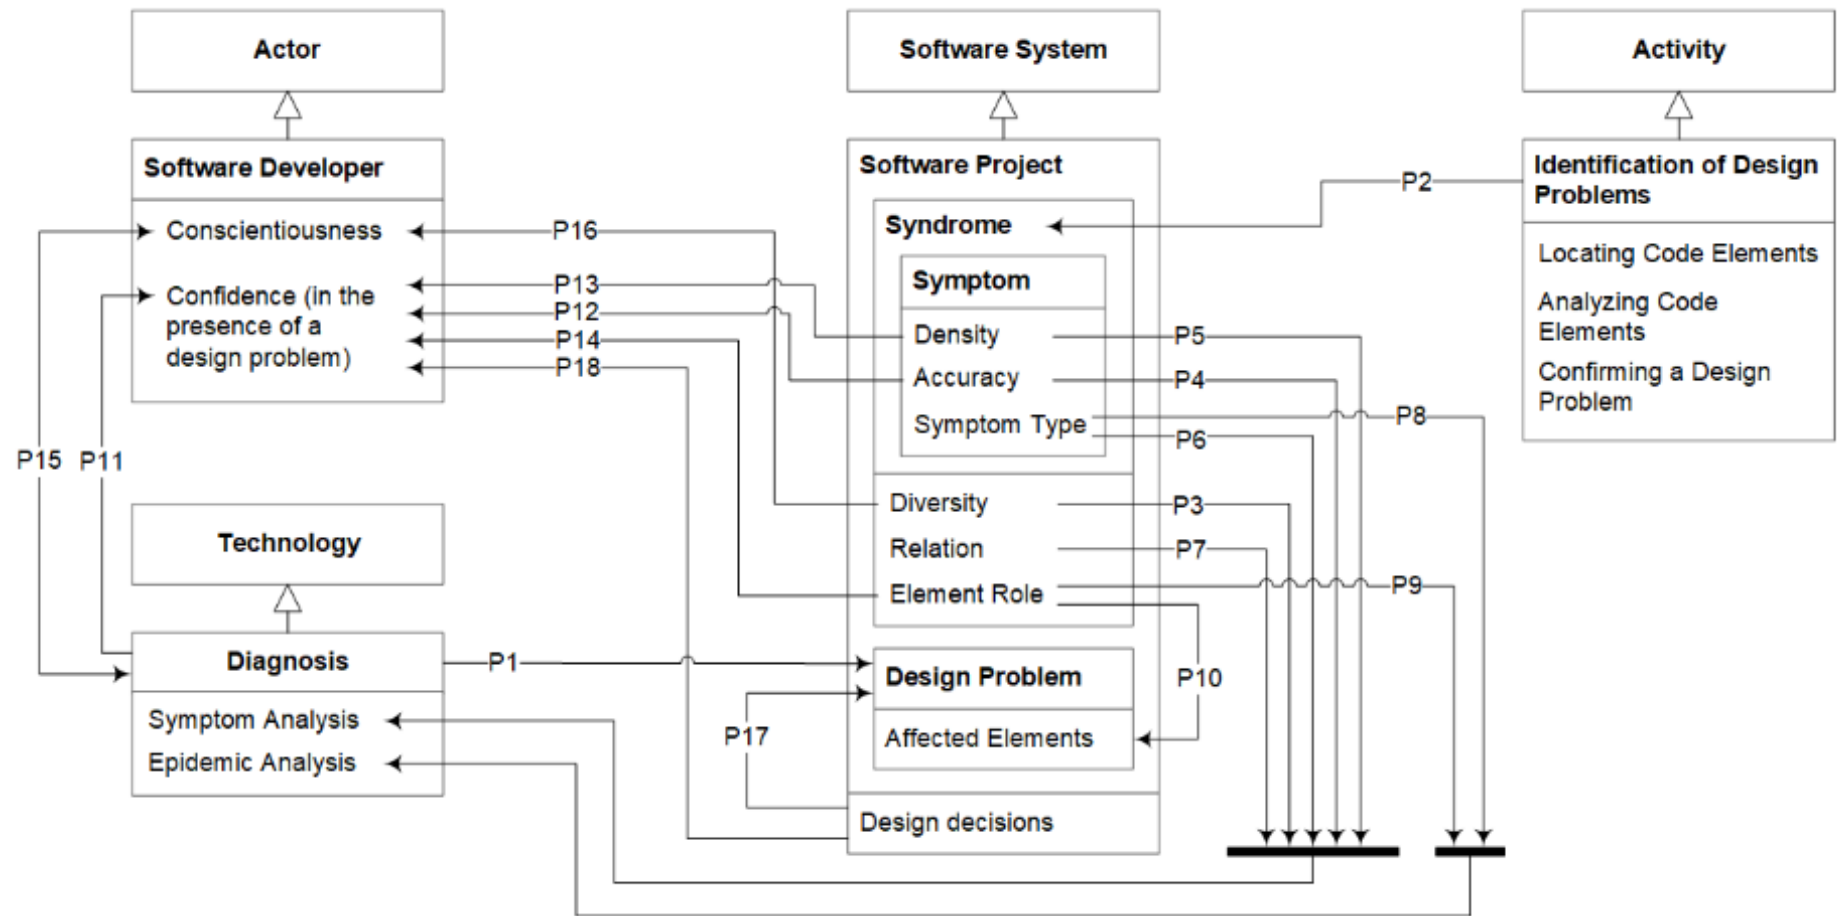 Actor
Software System
Activity
Software Developer
Conscientiousness
Confidence (in the
presence of a
design problem)
Software Project
Syndrome
Symptom
Density
Accuracy
Symptom Type
Diversity
Relation
Element Role
Design Problem
Affected Elements
Design decisions
Identification of Design
Problems
Locating Code Elements
Analyzing Code
Elements
Confirming a Design
Problem
Technology
Diagnosis
Symptom Analysis
Epidemic Analysis
P2
P16
P13
P12
P14
P18
P5
P4
P8
P6
P3
P7
P9
P10
P15
P11
P1
P17